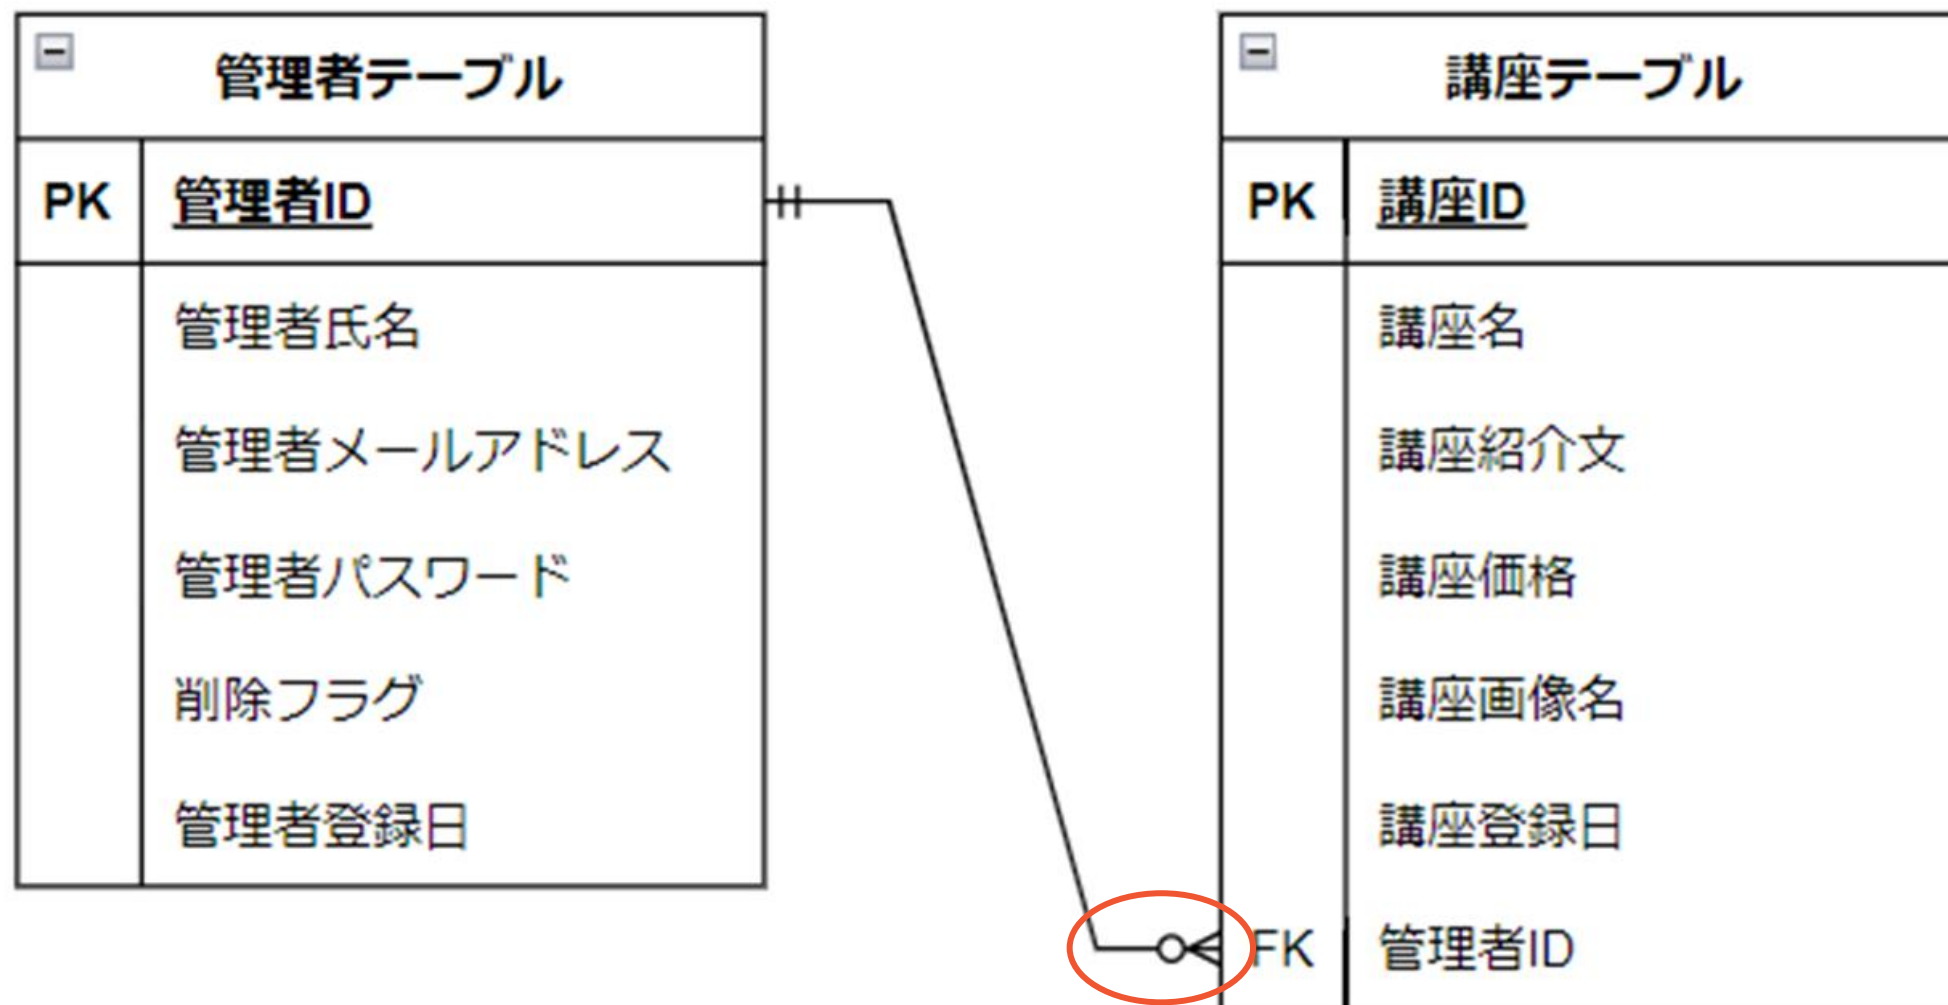 管理者テーブル
PK 管理者ID
管理者氏名
管理者メールアドレス
管理者パスワード
削除フラグ
管理者登録日
講座テーブル
PK 講座ID
講座名
講座紹介文
講座価格
講座画像名
講座登録日
FK 管理者ID